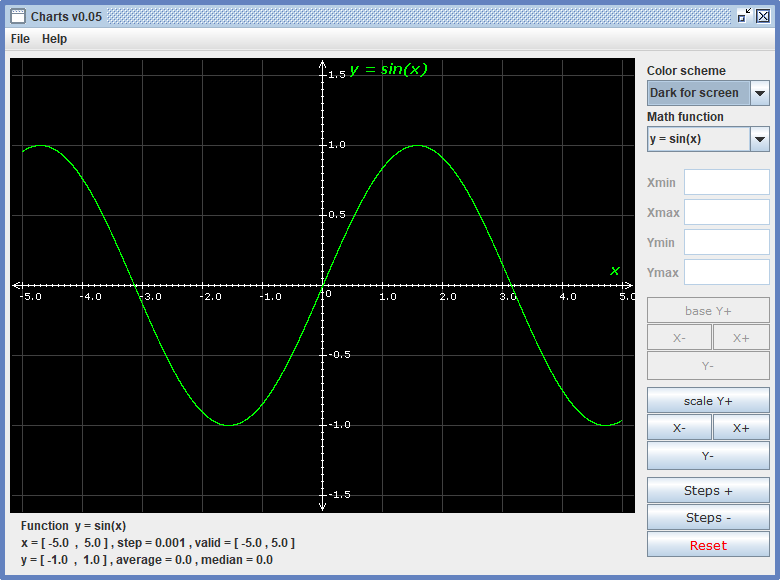 Charts v0.05
File Help
y = sin(x)
1.5
1.0
0.5
x
-5.0 -4.0 -3.0 -2.0 -1.0 0 1.0 2.0 3.0 4.0 5.0
-0.5
-1.0
-1.5
Function y = sin(x)
x = [ -5.0 , 5.0 ] , step = 0.001 , valid = [ -5.0 , 5.0 ]
y = [ -1.0 , 1.0 ] , average = 0.0 , median = 0.0
Color scheme
Dark for screen
Math function
y = sin(x)
Xmin
Xmax
Ymin
Ymax
base Y+
X- X+
Y-
scale Y+
X- X+
Y-
Steps +
Steps -
Reset